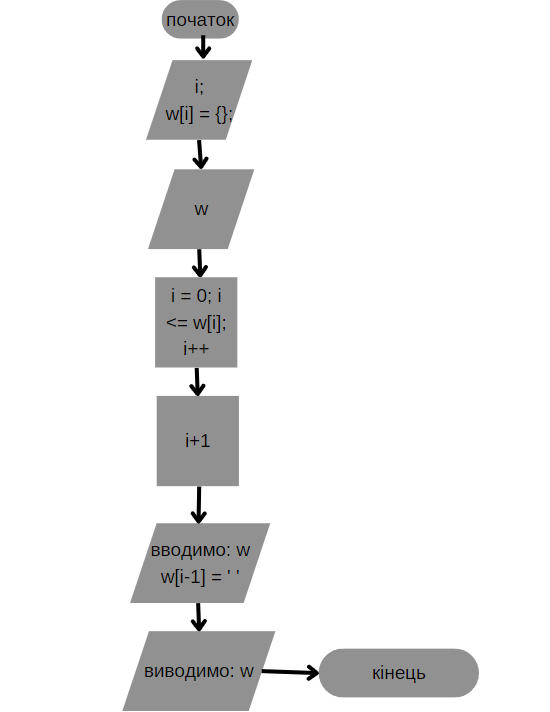 початок
i;
w[i] = {};
w
i = 0; i
<= w[i];
i++
i+1
вводимо: w
w[i-1] = ' '
виводимо: w
кінець